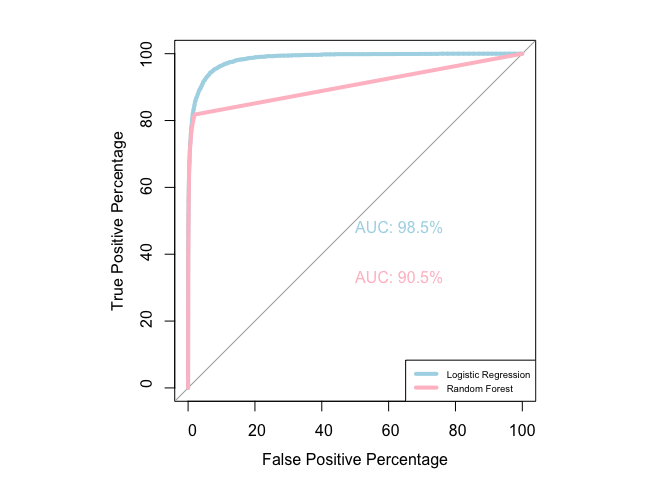 100
80
60
40
20
0
True Positive Percentage
AUC: 98.5%
AUC: 90.5%
Logistic Regression
Random Forest
0 20 40 60 80 100
False Positive Percentage